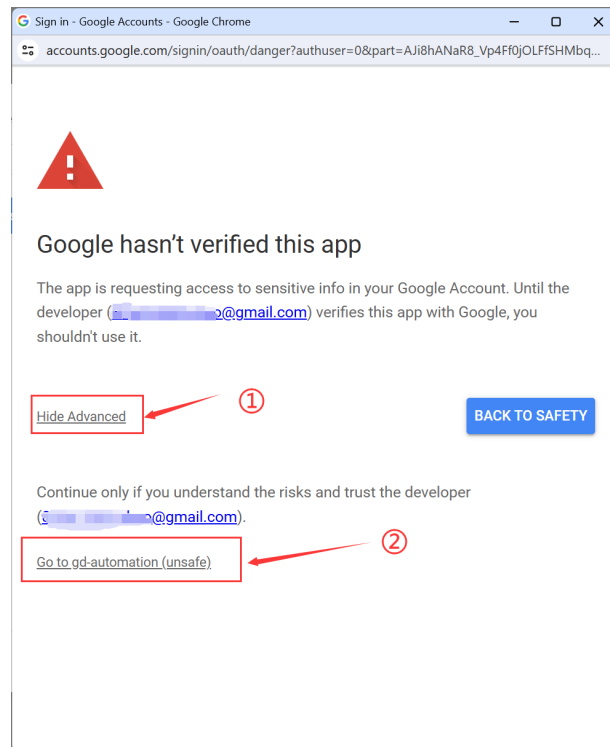 Sign in - Google Accounts - Google Chrome
accounts.google.com/signin/oauth/danger?authuser=0&part=AJi8hANaR8_Vp4Ff0jOLFfSHMbq...
Google hasn’t verified this app
The app is requesting access to sensitive info in your Google Account. Until the
developer (o@gmail.com) verifies this app with Google, you
shouldn't use it.
①
Hide Advanced
BACK TO SAFETY
Continue only if you understand the risks and trust the developer
(@gmail.com).
②
Go to gd-automation (unsafe)